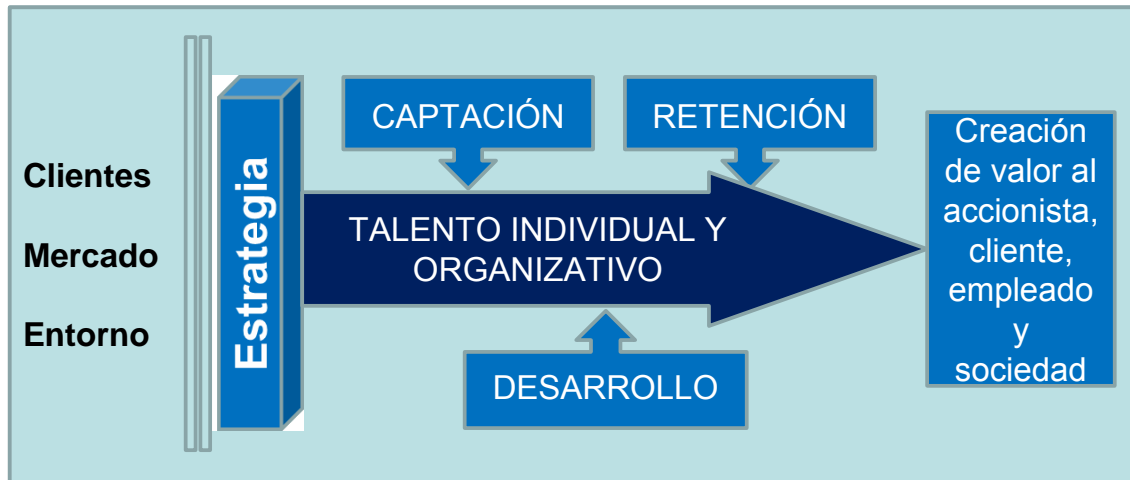 Clientes
Mercado
Entorno
Estrategia
CAPTACIÓN
RETENCIÓN
TALENTO INDIVIDUAL Y
ORGANIZATIVO
DESARROLLO
Creación
de valor al
accionista,
cliente,
empleado
y
sociedad